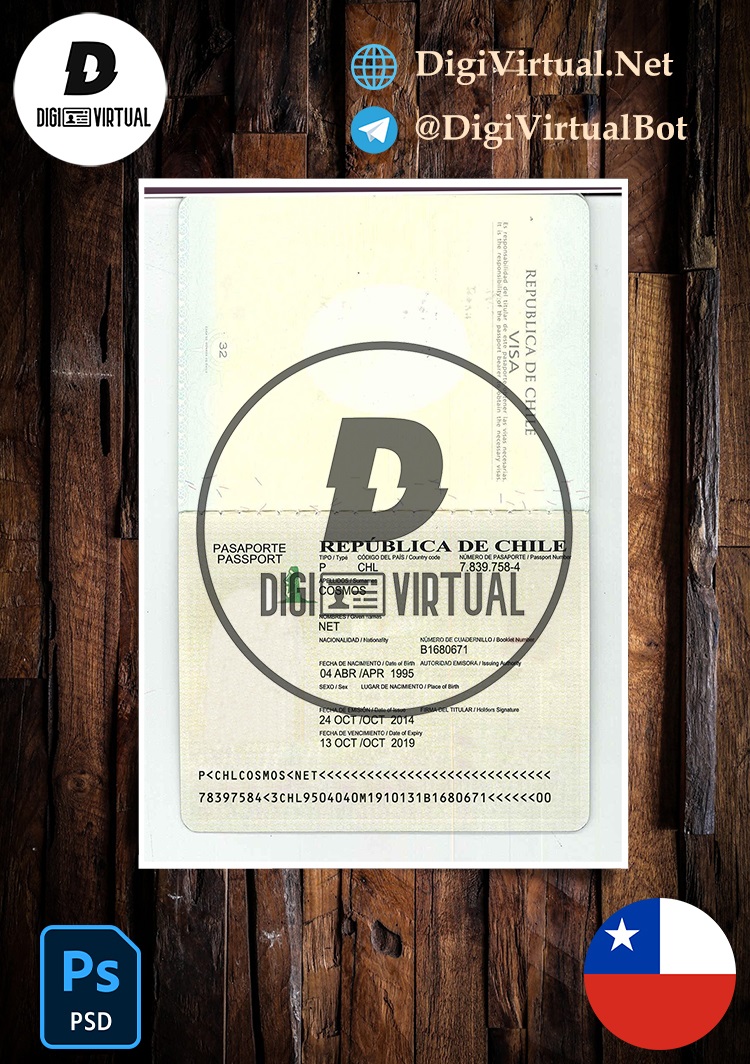 D
DIGI VIRTUAL
DigiVirtual.Net
@DigiVirtualBot
REPUBLICA DE CHILE
VISA
Es responsabilidad del titular de este pasaporte obtener las visas necesarias.
It is the responsibility of the passport bearer to obtain the necessary visas.
32
D
DIGI VIRTUAL
PASAPORTE
PASSPORT
REPÚBLICA DE CHILE
TIPO / Type CÓDIGO DEL PAÍS / Country code NÚMERO DE PASAPORTE / Passport Number
P CHL 7.839.758-4
APELLIDOS / Surnames
COSMOS
NOMBRES / Given names
NET
NACIONALIDAD / Nationality NÚMERO DE CUADERNILLO / Booklet Number
B1680671
FECHA DE NACIMIENTO / Date of Birth AUTORIDAD EMISORA / Issuing Authority
04 ABR /APR 1995
SEXO / Sex LUGAR DE NACIMIENTO / Place of Birth
FECHA DE EMISIÓN / Date of Issue FIRMA DEL TITULAR / Holders Signature
24 OCT /OCT 2014
FECHA DE VENCIMIENTO / Date of Expiry
13 OCT /OCT 2019
P<CHLCOSMOS<NET<<<<<<<<<<<<<<<<<<<<<<<<<<<<<
78397584<3CHL9504040M1910131B1680671<<<<<<00
Ps
PSD